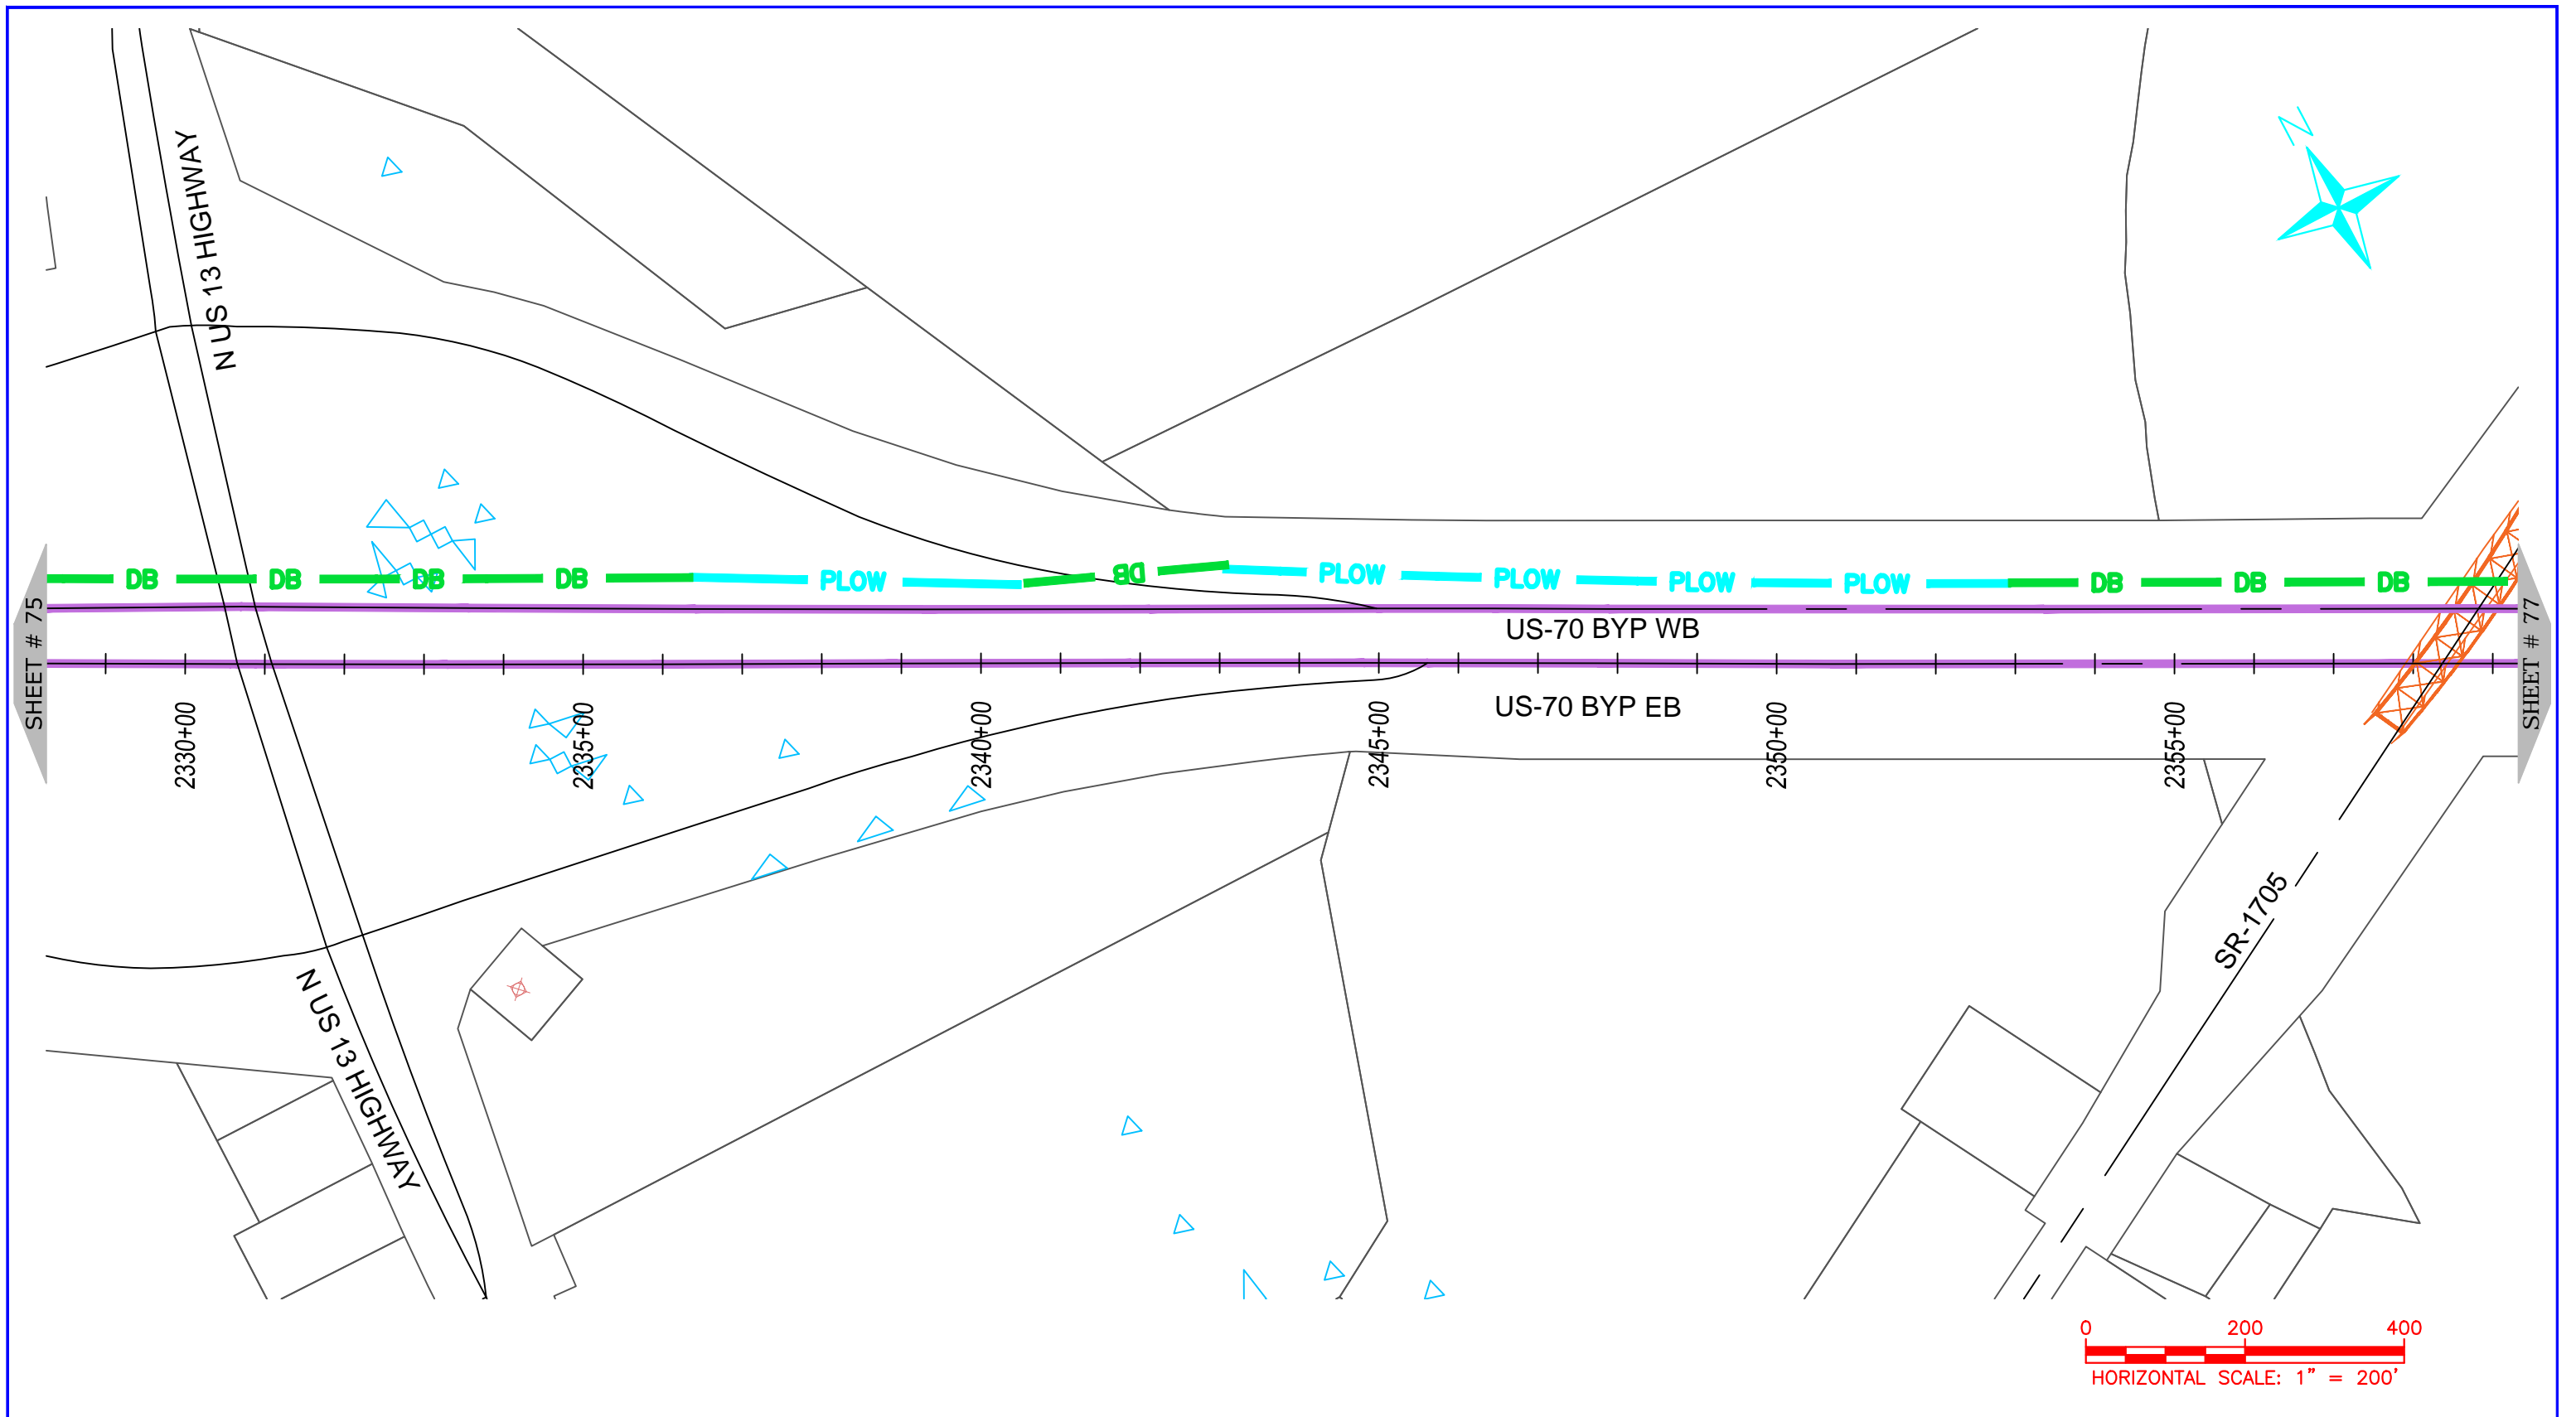 N
N US 13 HIGHWAY
DB DB DB DB PLOW DB PLOW PLOW PLOW PLOW DB DB DB
SHEET # 75
SHEET # 77
US-70 BYP WB
US-70 BYP EB
2330+00 2335+00 2340+00 2345+00 2350+00 2355+00
SR-1705
N US 13 HIGHWAY
0 200 400
HORIZONTAL SCALE: 1" = 200'